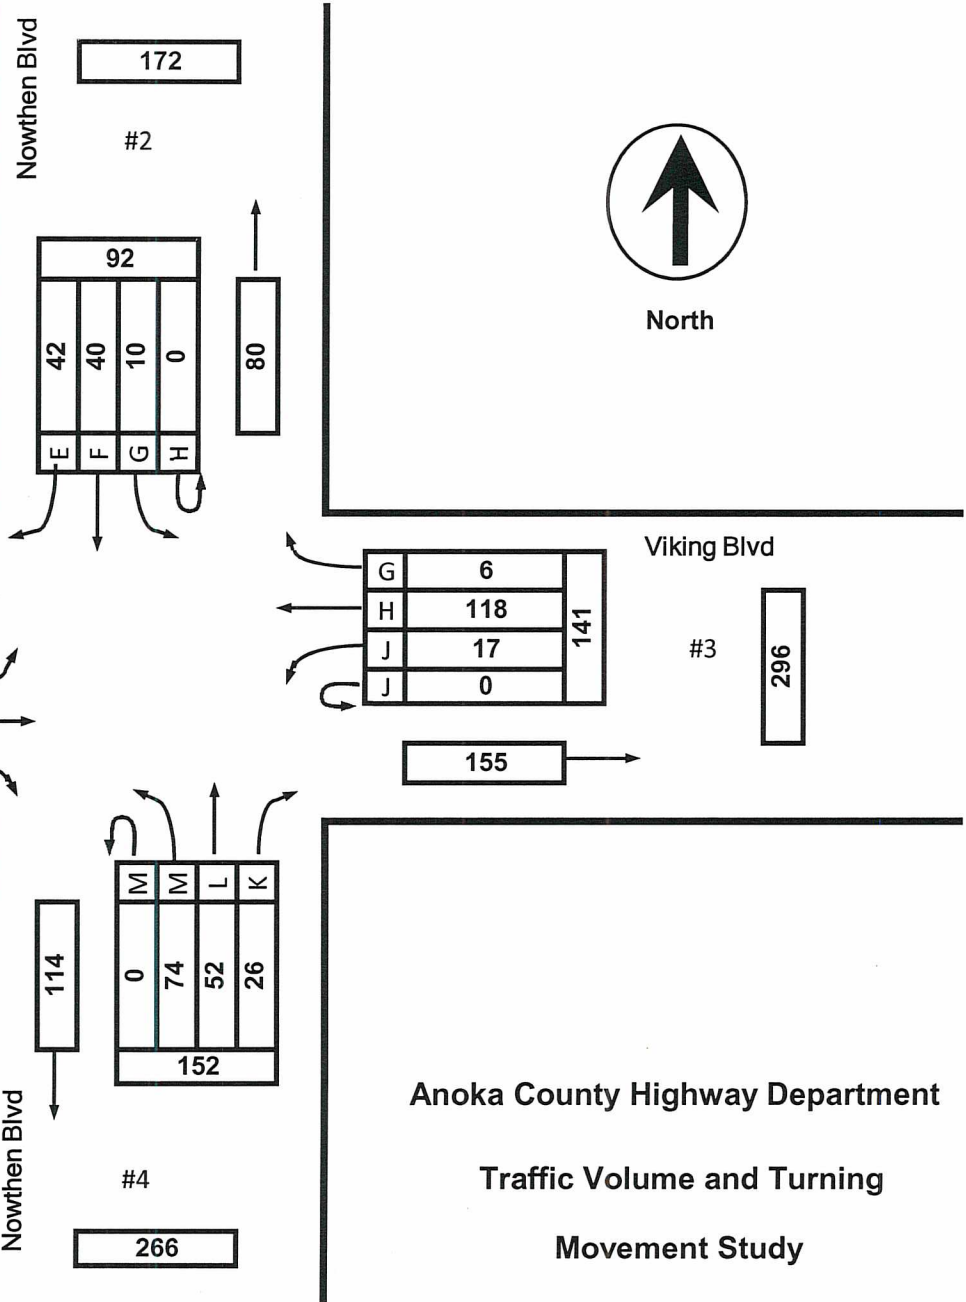 Nowthen Blvd
172
#2
92
42
40
10
0
E
F
G
H
80
North
Viking Blvd
G 6
H 118
J 17
J 0
141
#3
296
155
M
M
L
K
0
74
52
26
152
114
Nowthen Blvd
#4
266
Anoka County Highway Department
Traffic Volume and Turning
Movement Study